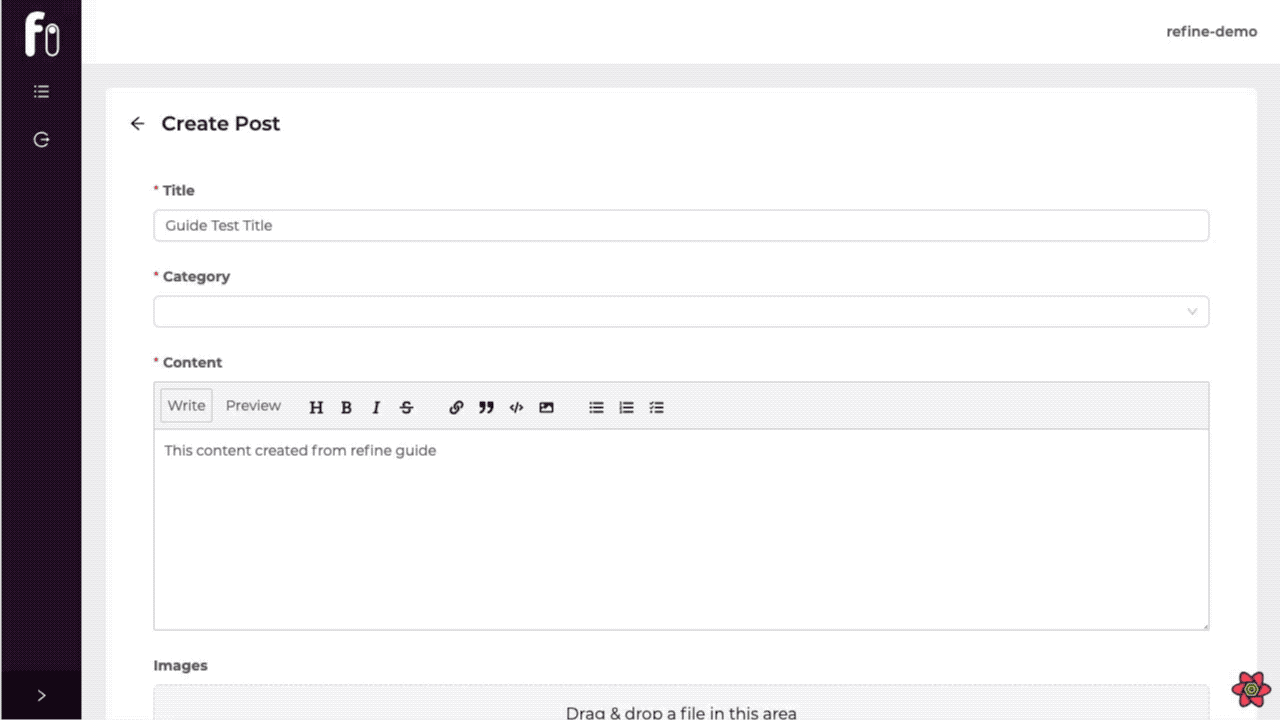 refine-demo
Create Post
* Title
Guide Test Title
* Category
* Content
Write Preview H B I S
This content created from refine guide
Images
Drag & drop a file in this area